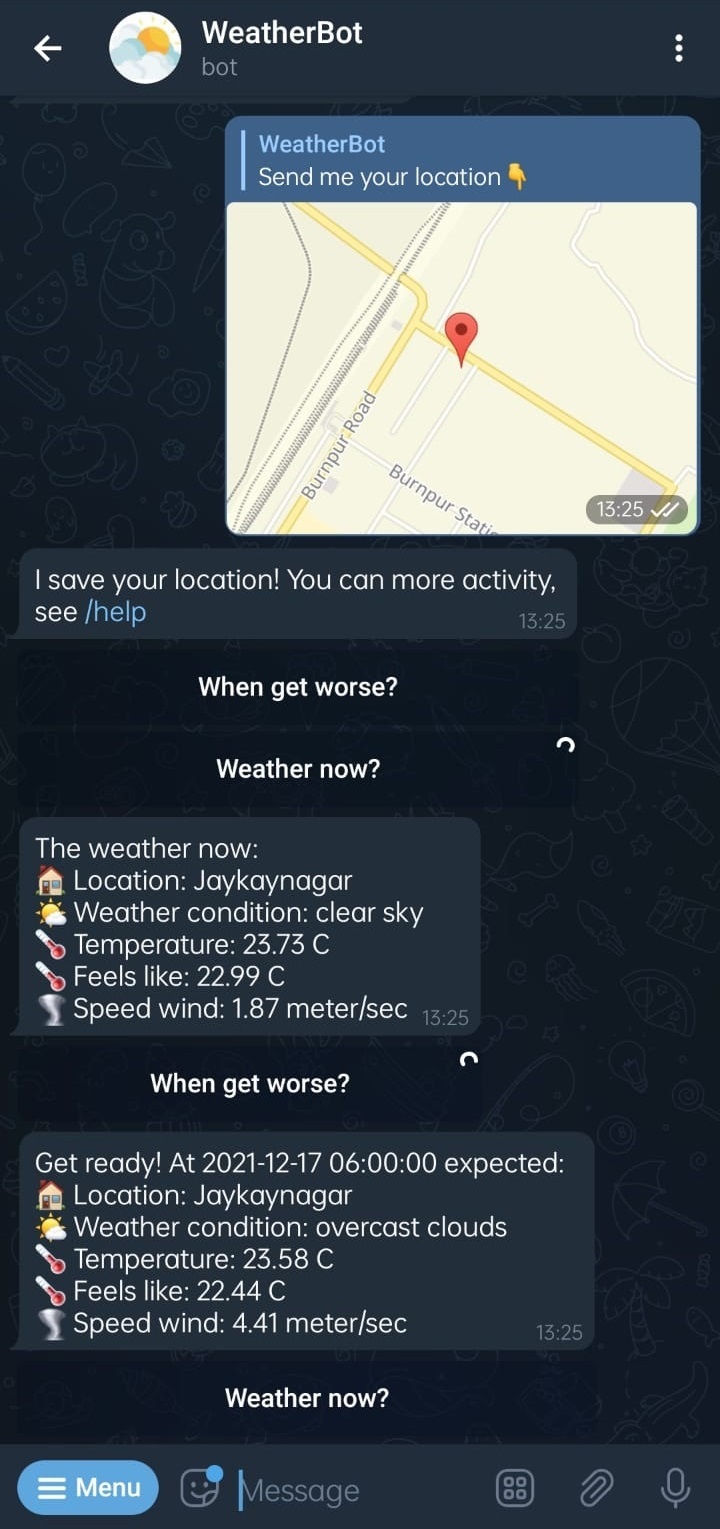 WeatherBot
bot
WeatherBot
Send me your location👇
Burnpur Road
Burnpur Static
13:25
I save your location! You can more activity,
see /help
13:25
When get worse?
Weather now?
The weather now:
🏠 Location: Jaykaynagar
🌤 Weather condition: clear sky
🌡 Temperature: 23.73 C
🌡 Feels like: 22.99 C
🌪 Speed wind: 1.87 meter/sec
13:25
When get worse?
Get ready! At 2021-12-17 06:00:00 expected:
🏠 Location: Jaykaynagar
🌤 Weather condition: overcast clouds
🌡 Temperature: 23.58 C
🌡 Feels like: 22.44 C
🌪 Speed wind: 4.41 meter/sec
13:25
Weather now?
Menu
Message